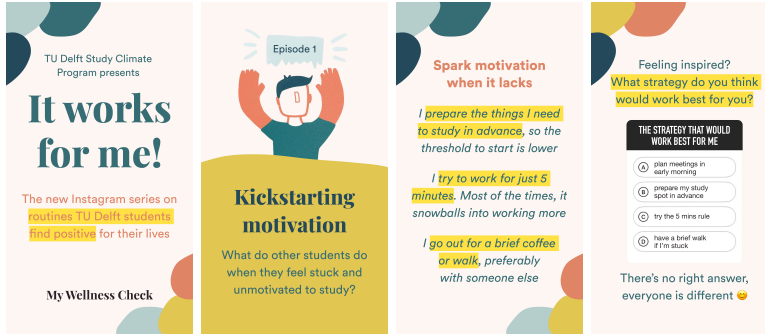 TU Delft Study Climate
Program presents
It works
for me!
The new Instagram series on
routines TU Delft students
find positive for their lives
My Wellness Check
Episode 1
Kickstarting
motivation
What do other students do
when they feel stuck and
unmotivated to study?
Spark motivation
when it lacks
I prepare the things I need
to study in advance, so the
threshold to start is lower
I try to work for just 5
minutes. Most of the times, it
snowballs into working more
I go out for a brief coffee
or walk, preferably
with someone else
Feeling inspired?
What strategy do you think
would work best for you?
THE STRATEGY THAT WOULD
WORK BEST FOR ME
A plan meetings in
early morning
B prepare my study
spot in advance
C try the 5 mins rule
D have a brief walk
if I'm stuck
There's no right answer,
everyone is different 😊